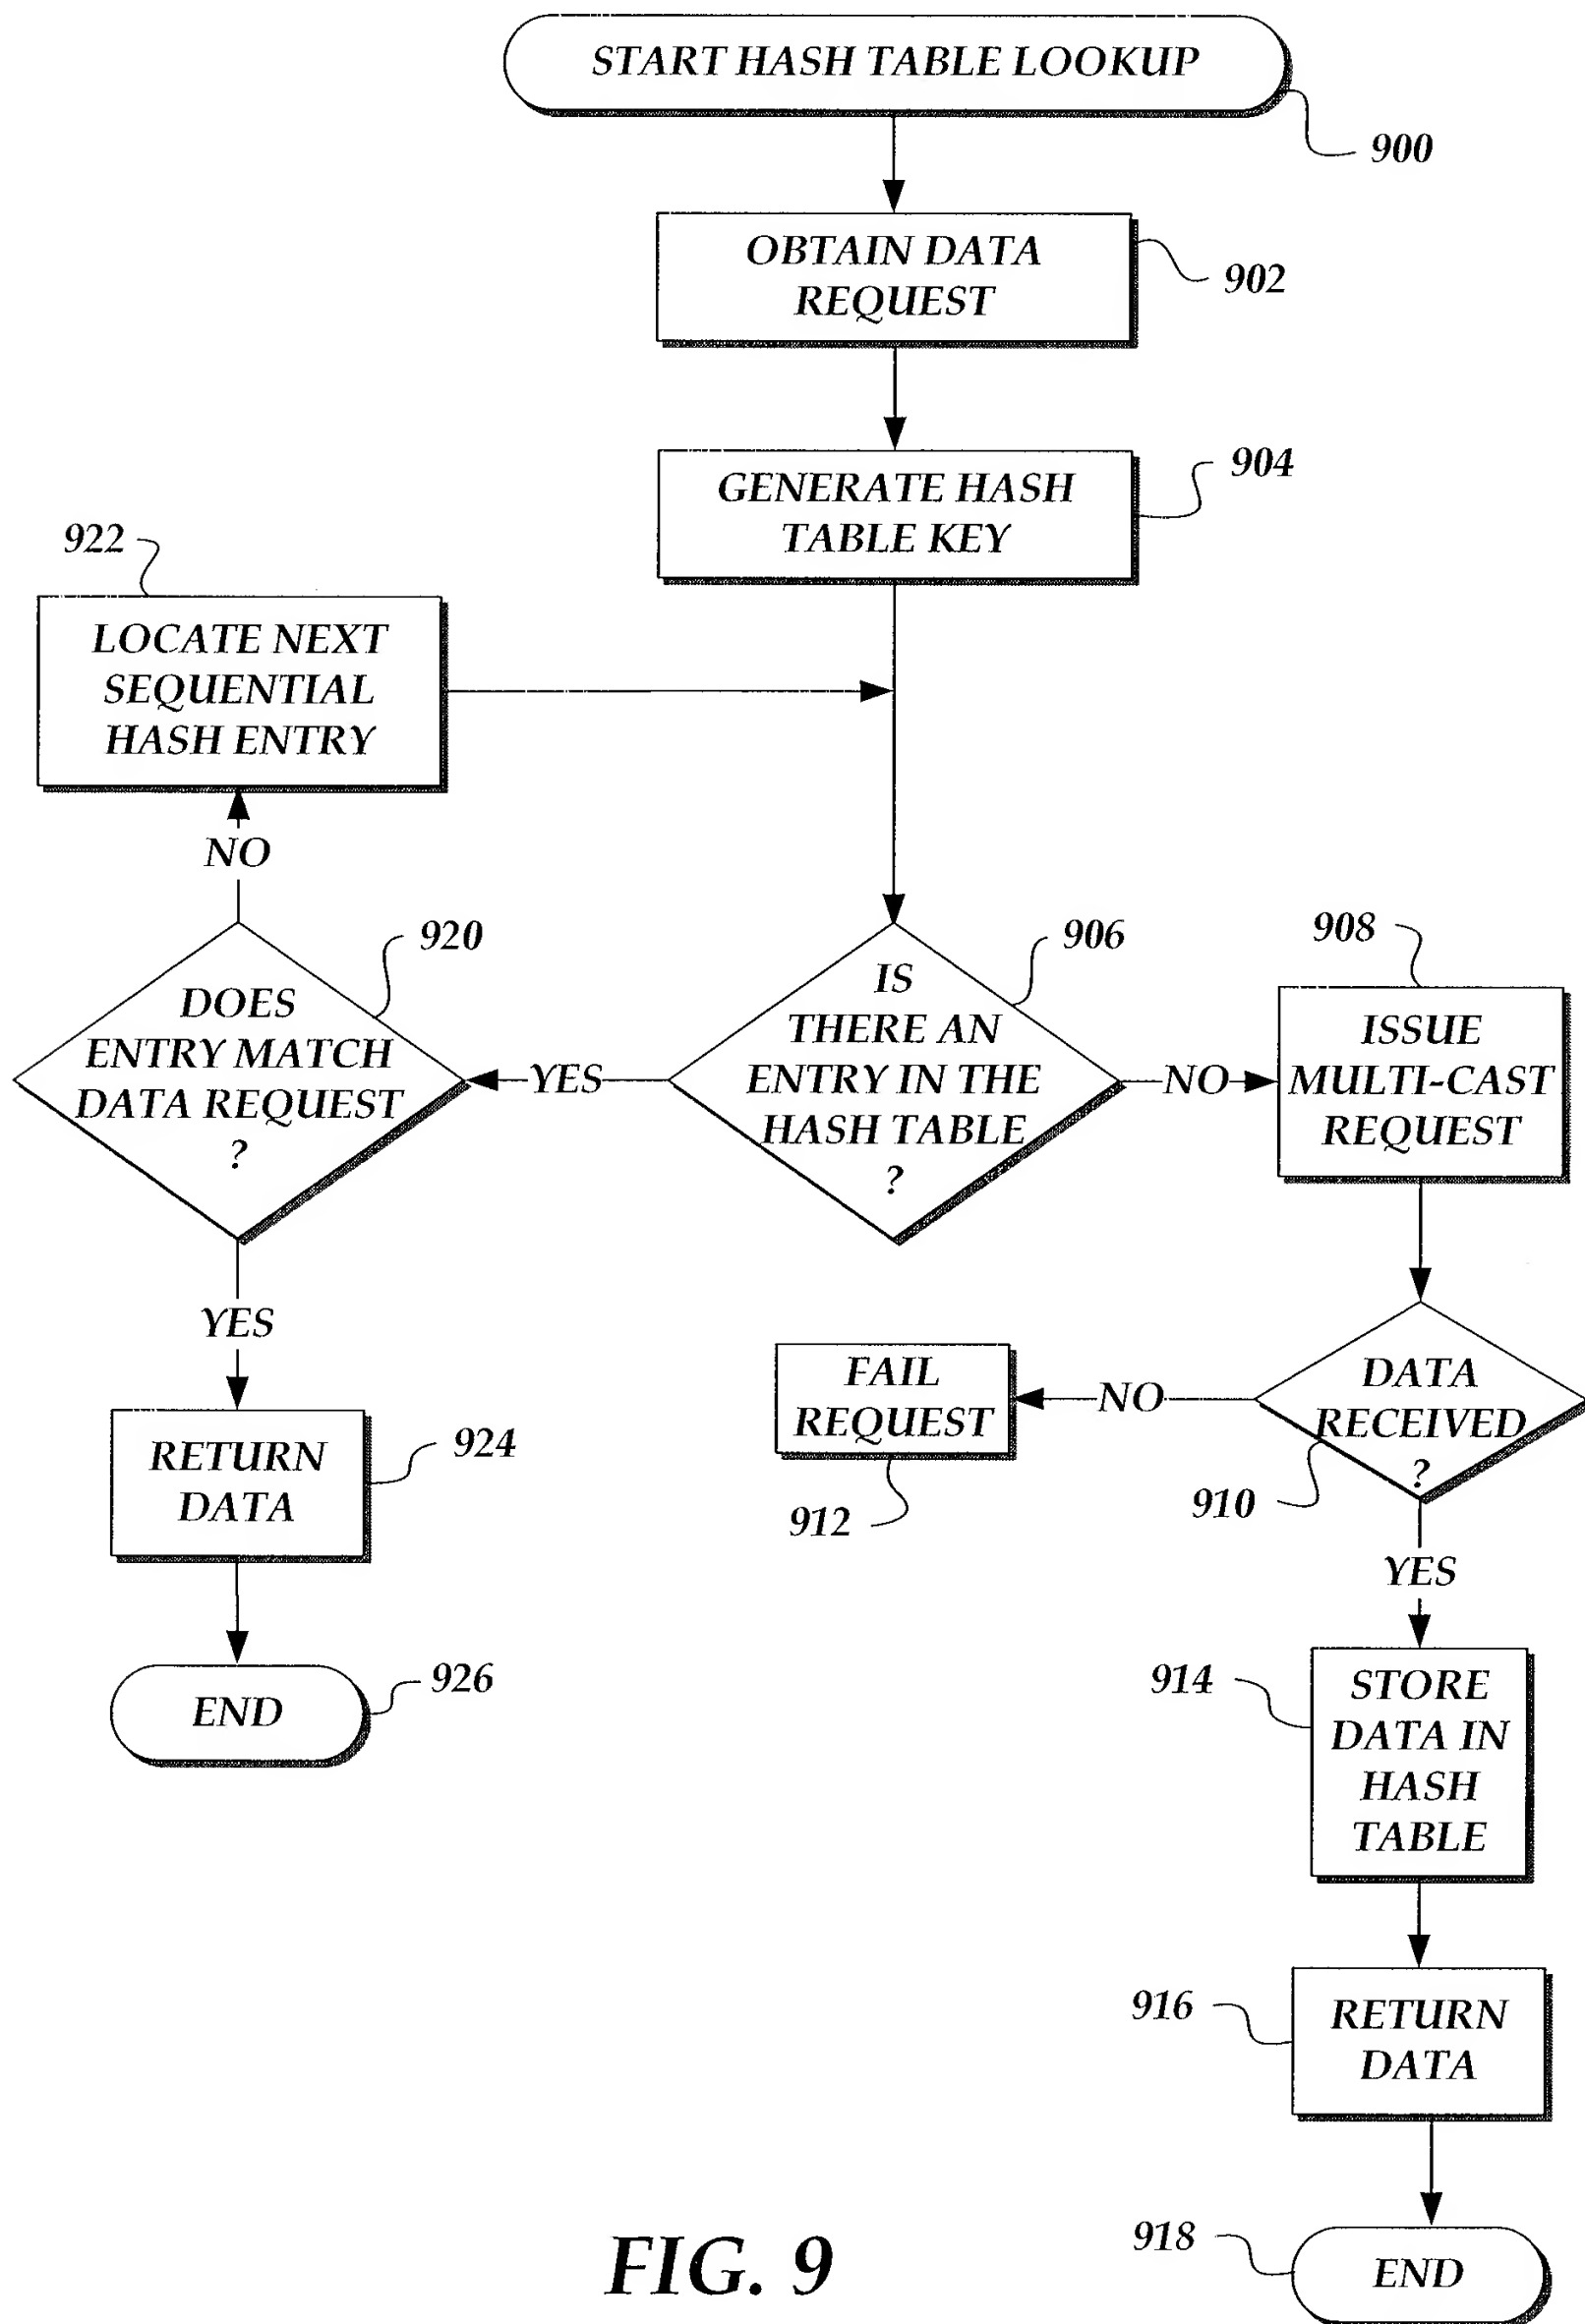 START HASH TABLE LOOKUP
900
OBTAIN DATA
REQUEST
902
GENERATE HASH
TABLE KEY
904
922
LOCATE NEXT
SEQUENTIAL
HASH ENTRY
NO
920
DOES
ENTRY MATCH
DATA REQUEST
?
YES
906
IS
THERE AN
ENTRY IN THE
HASH TABLE
?
NO
908
ISSUE
MULTI-CAST
REQUEST
YES
RETURN
DATA
924
END
926
FAIL
REQUEST
912
NO
DATA
RECEIVED
?
910
YES
914
STORE
DATA IN
HASH
TABLE
916
RETURN
DATA
918
END
FIG. 9